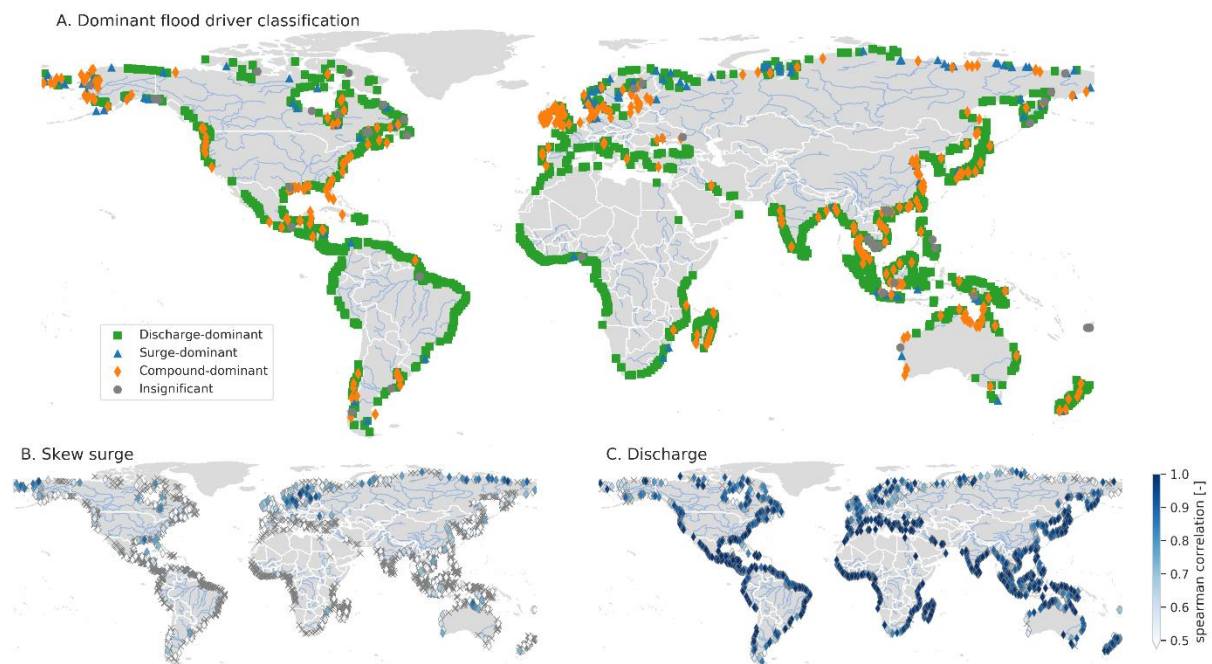 A. Dominant flood driver classification
Discharge-dominant
Surge-dominant
Compound-dominant
Insignificant
B. Skew surge
C. Discharge
1.0
0.9
0.8
0.7
0.6
0.5
spearman correlation [-]